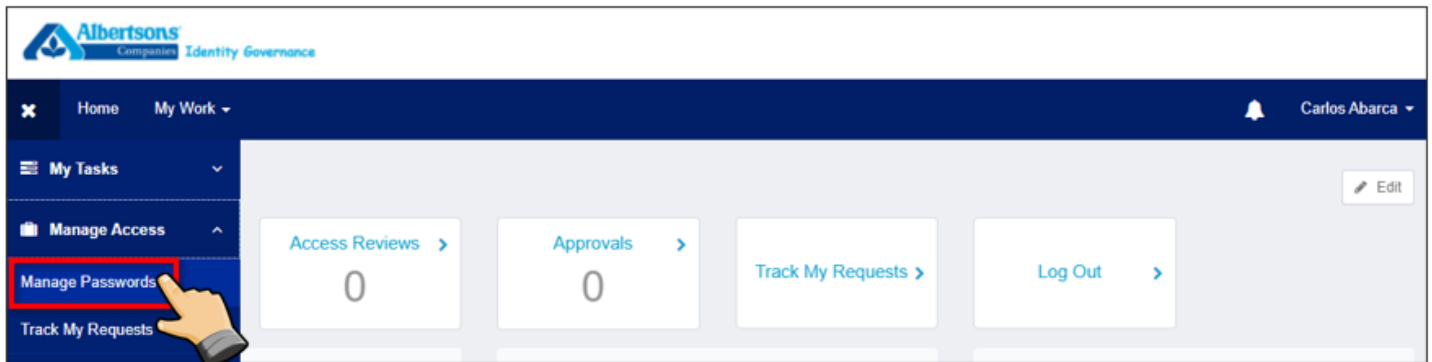 Albertsons
Companies Identity Governance
Home My Work
Carlos Abarca
My Tasks
Edit
Manage Access
Access Reviews
0
Approvals
0
Track My Requests
Log Out
Manage Passwords
Track My Requests